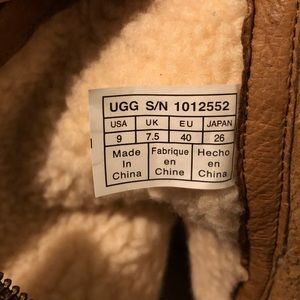 UGG S/N 1012552
USA UK EU JAPAN
9 7.5 40 26
Made Fabrique Hecho
in en en
China Chine China